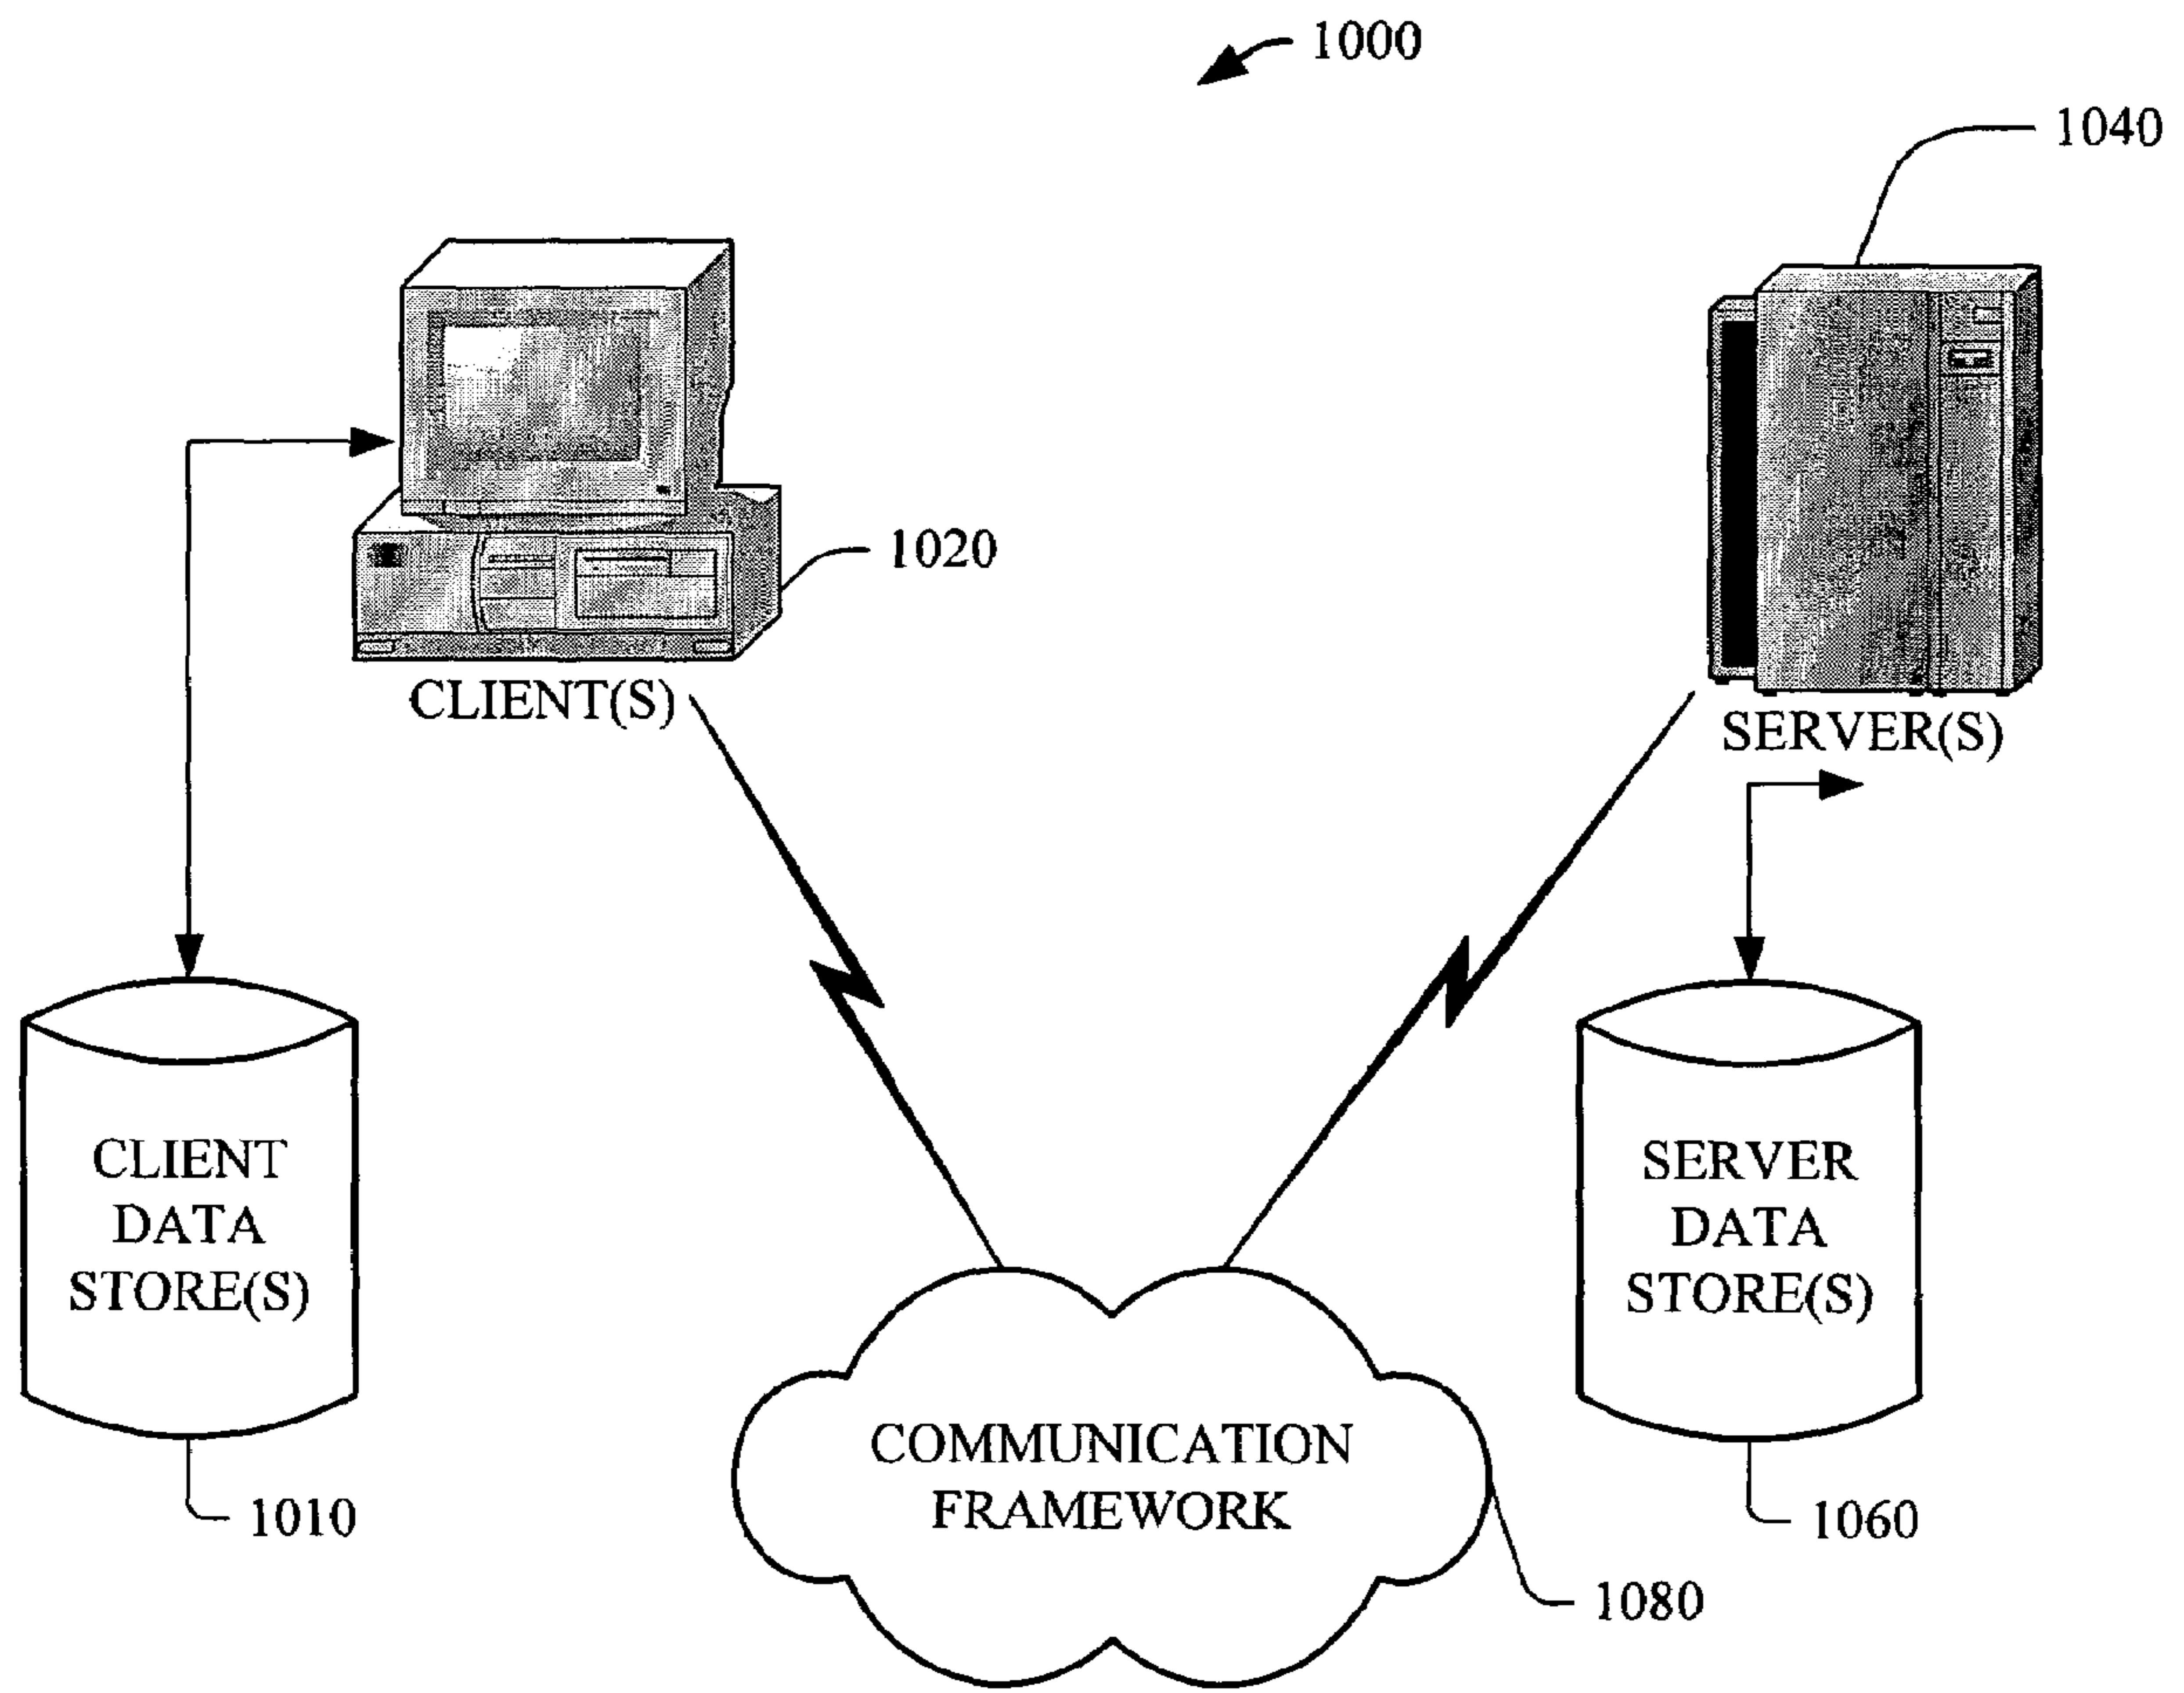 1000
1040
1020
CLIENT(S)
SERVER(S)
CLIENT
DATA
STORE(S)
SERVER
DATA
STORE(S)
COMMUNICATION
FRAMEWORK
1010
1060
1080